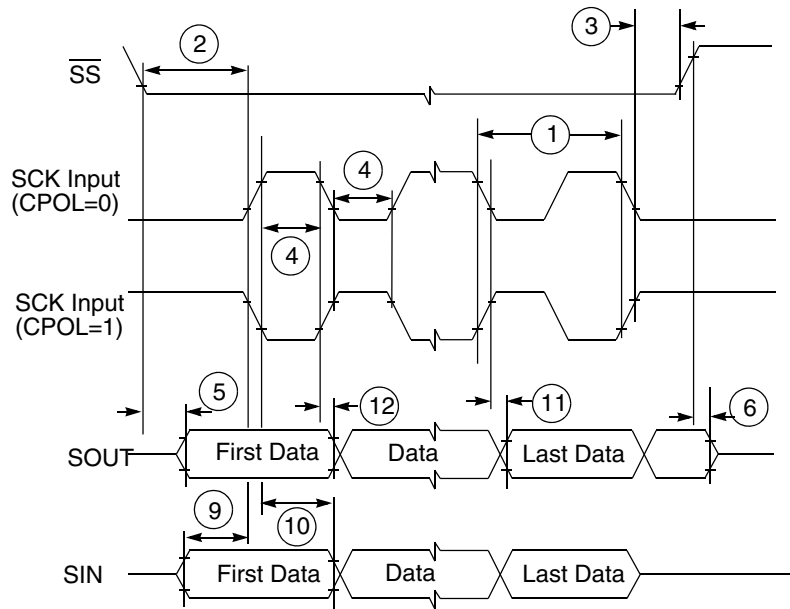 2
3
SS
1
SCK Input
(CPOL=0)
4
4
SCK Input
(CPOL=1)
5
12
11
6
SOUT
First Data
Data
Last Data
9
10
SIN
First Data
Data
Last Data